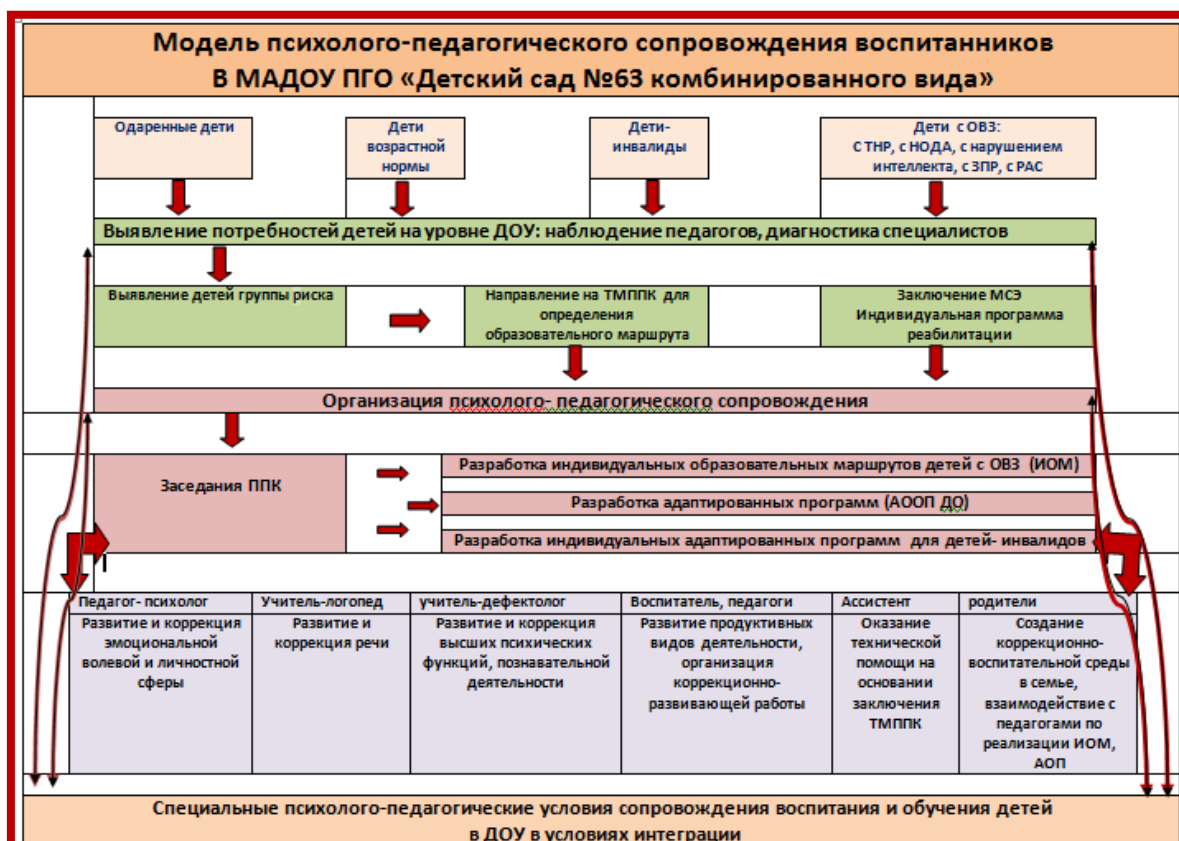 Модель психолого-педагогического сопровождения воспитанников
В МАДОУ ПГО «Детский сад №63 комбинированного вида»
Одаренные дети
Дети
возрастной
нормы
Дети-
инвалиды
Дети с ОВЗ:
С ТНР, с НОДА, с нарушением
интеллекта, с ЗПР, с РАС
Выявление потребностей детей на уровне ДОУ: наблюдение педагогов, диагностика специалистов
Выявление детей группы риска
Направление на ТМППК для
определения
образовательного маршрута
Заключение МСЭ
Индивидуальная программа
реабилитации
Организация психолого- педагогического сопровождения
Заседания ППК
Разработка индивидуальных образовательных маршрутов детей с ОВЗ (ИОМ)
Разработка адаптированных программ (АООП ДО)
Разработка индивидуальных адаптированных программ для детей- инвалидов
Педагог- психолог
Развитие и коррекция
эмоциональной
волевой и личностной
сферы
Учитель-логопед
Развитие и
коррекция речи
учитель-дефектолог
Развитие и коррекция
высших психических
функций, познавательной
деятельности
Воспитатель, педагоги
Развитие продуктивных
видов деятельности,
организация
коррекционно-
развивающей работы
Ассистент
Оказание
технической
помощи на
основании
заключения
ТМППК
родители
Создание
коррекционно-
воспитательной среды
в семье,
взаимодействие с
педагогами по
реализации ИОМ,
АОП
Специальные психолого-педагогические условия сопровождения воспитания и обучения детей
в ДОУ в условиях интеграции